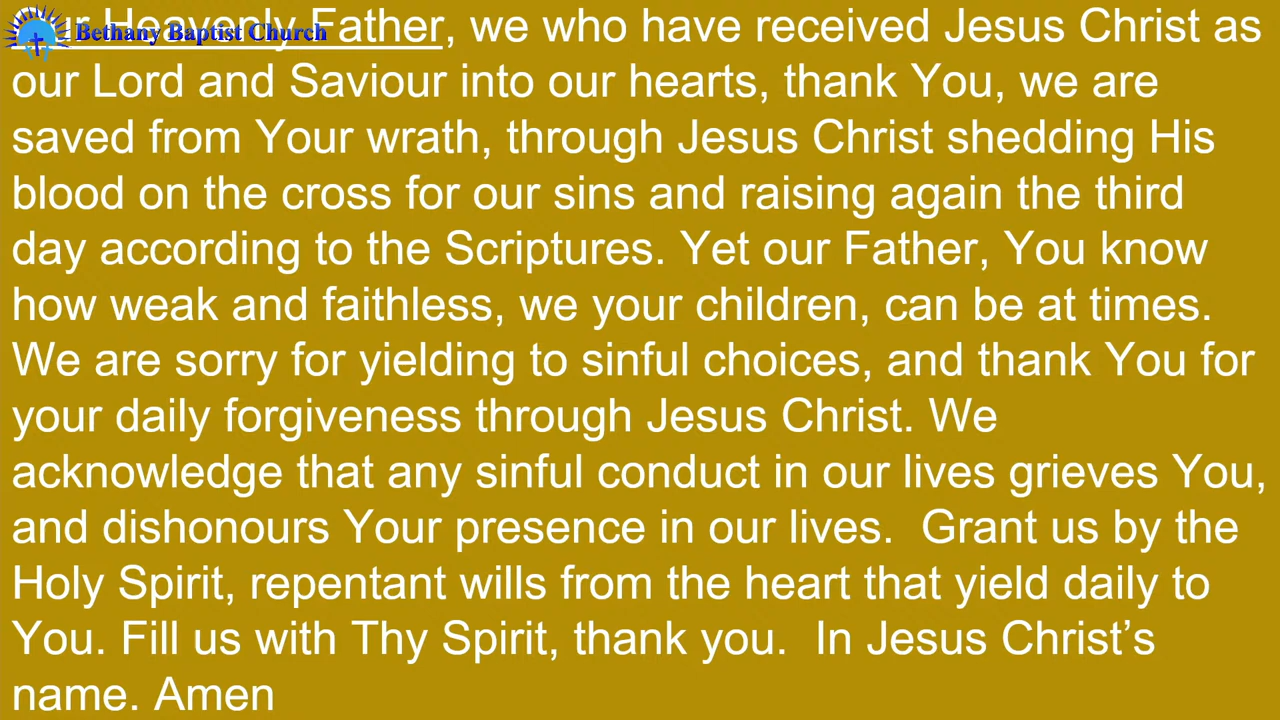 Bethany Baptist Church
Heavenly Father, we who have received Jesus Christ as
our Lord and Saviour into our hearts, thank You, we are
saved from Your wrath, through Jesus Christ shedding His
blood on the cross for our sins and raising again the third
day according to the Scriptures. Yet our Father, You know
how weak and faithless, we your children, can be at times.
We are sorry for yielding to sinful choices, and thank You for
your daily forgiveness through Jesus Christ. We
acknowledge that any sinful conduct in our lives grieves You,
and dishonours Your presence in our lives.  Grant us by the
Holy Spirit, repentant wills from the heart that yield daily to
You. Fill us with Thy Spirit, thank you.  In Jesus Christ’s
name. Amen